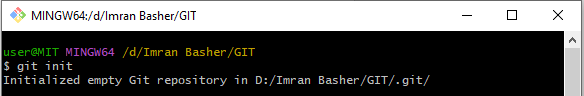 MINGW64:/d/Imran Basher/GIT
user@MIT MINGW64 /d/Imran Basher/GIT
$ git init
Initialized empty Git repository in D:/Imran Basher/GIT/.git/